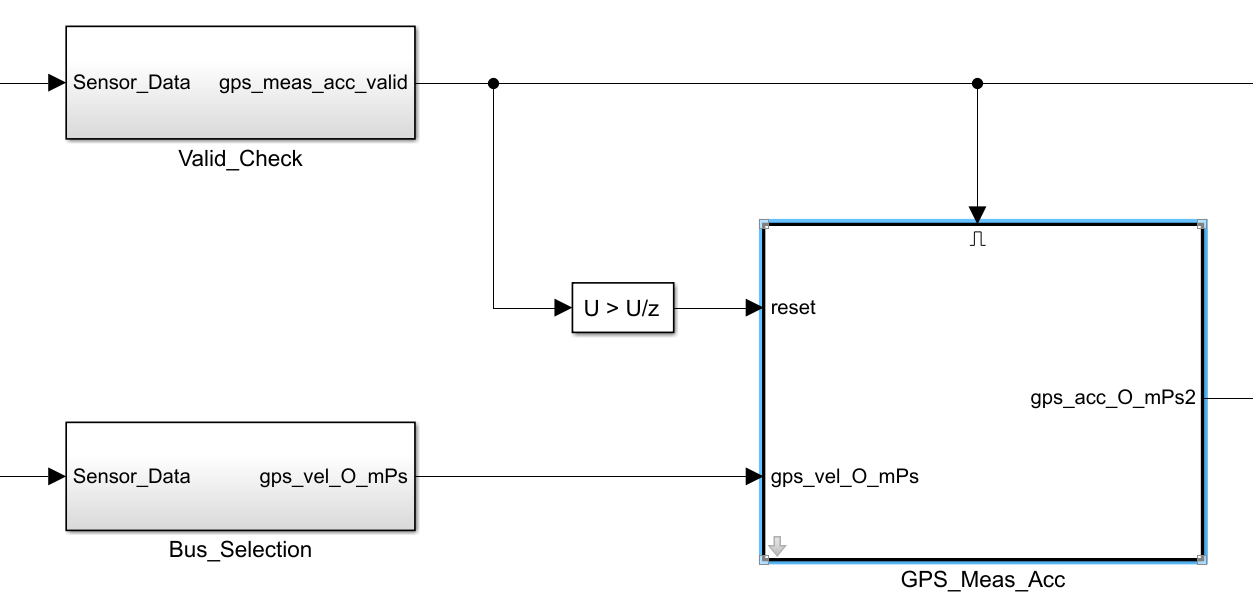 Sensor_Data gps_meas_acc_valid
Valid_Check
U > U/z
reset
gps_acc_O_mPs2
Sensor_Data gps_vel_O_mPs
gps_vel_O_mPs
Bus_Selection
GPS_Meas_Acc